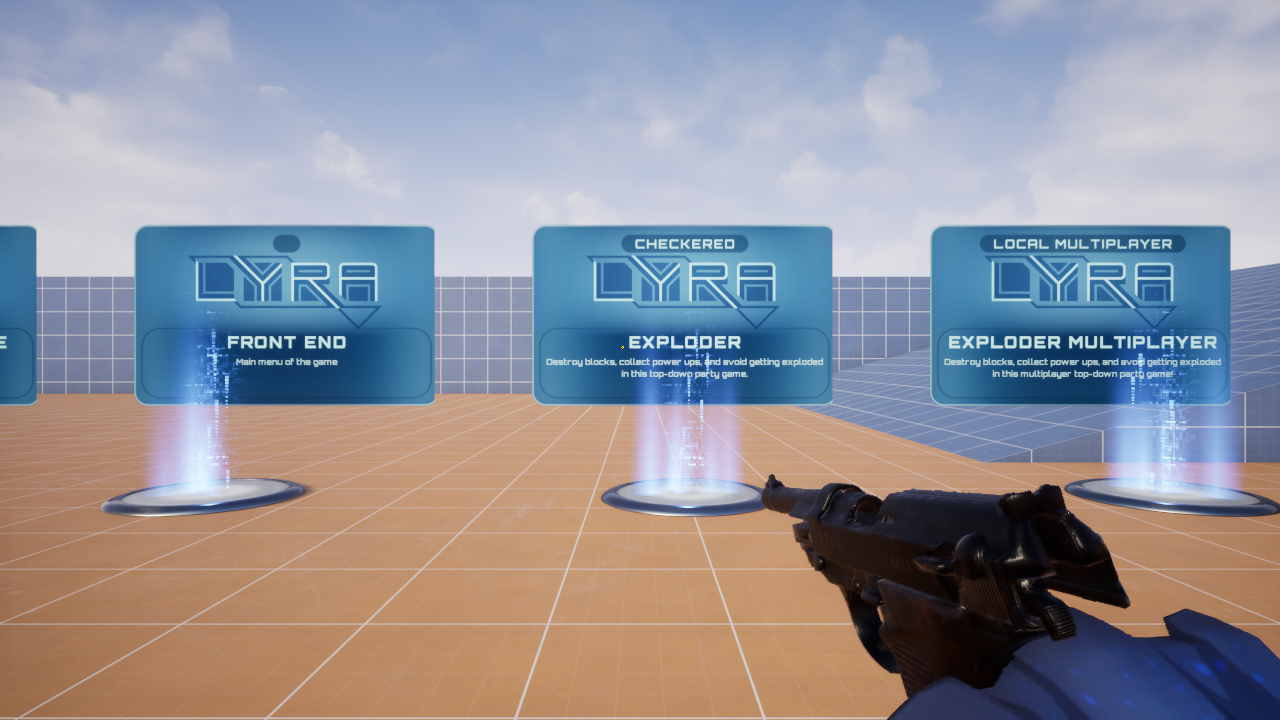 E
LYRA
FRONT END
Main menu of the game
CHECKERED
LYRA
EXPLODER
Destroy blocks, collect power ups, and avoid getting exploded
in this top-down party game.
LOCAL MULTIPLAYER
LYRA
EXPLODER MULTIPLAYER
Destroy blocks, collect power ups, and avoid getting exploded
in this multiplayer top-down party game!